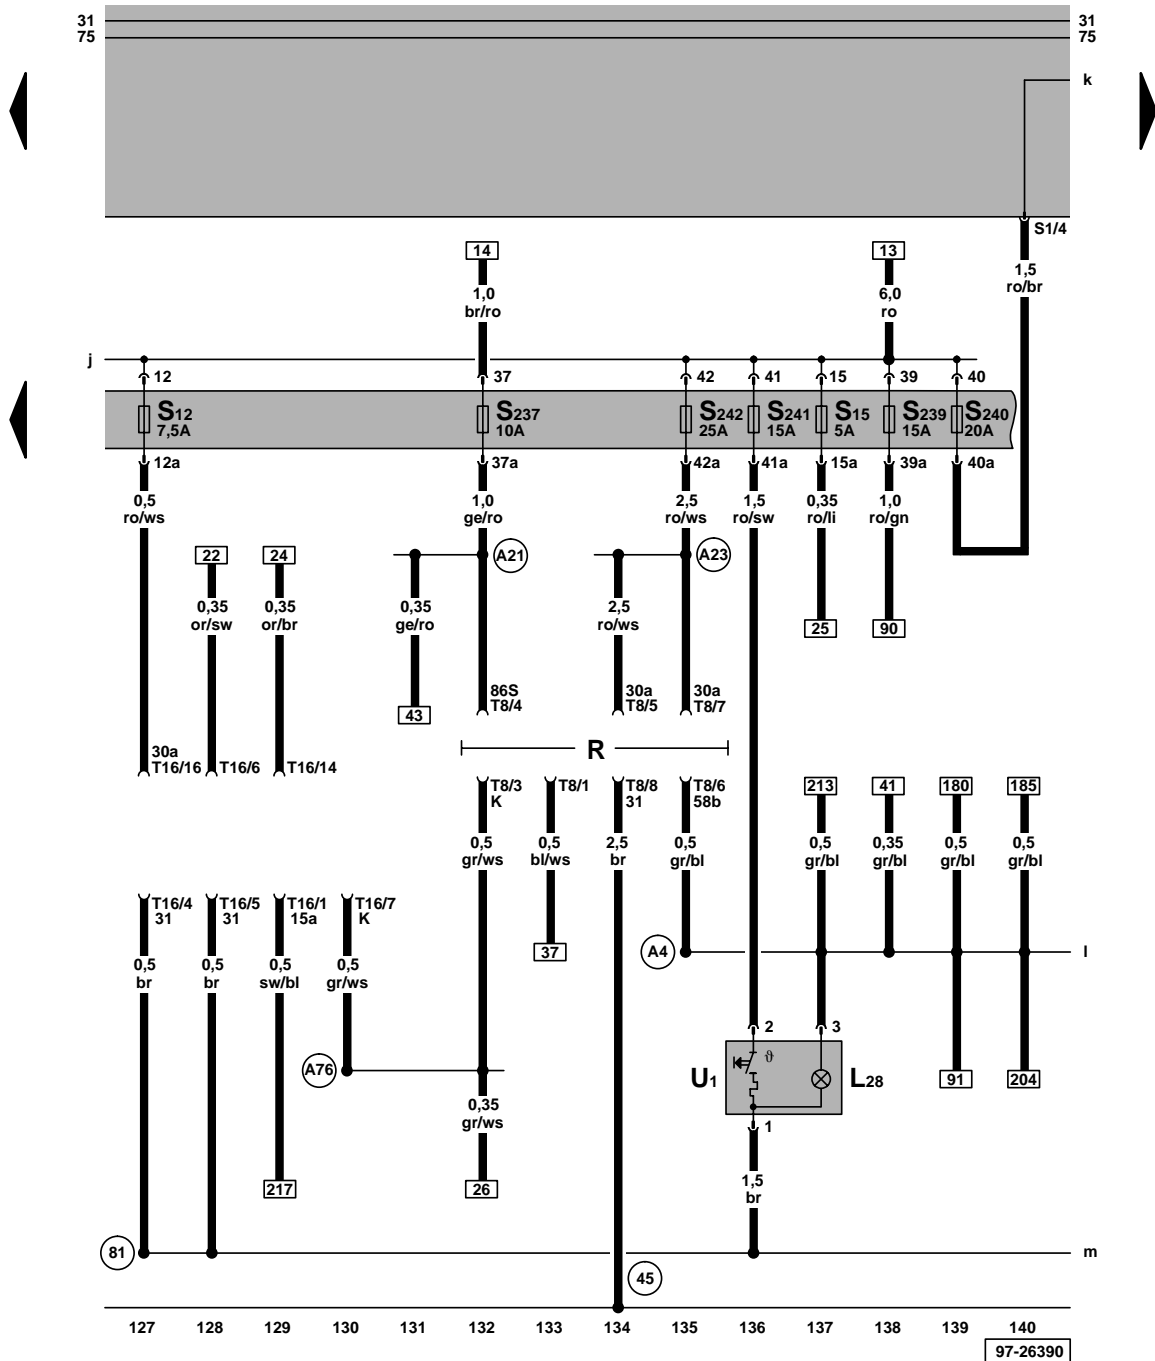 31 31
75 75
k
S1/4
14 13
1,5
ro/br
1,0
br/ro
6,0
ro
j
12 37 42 41 15 39 40
S12 S237 S242 S241 S15 S239 S240
7,5A 10A 25A 15A 5A 15A 20A
12a 37a 42a 41a 15a 39a 40a
0,5 1,0 2,5 1,5 0,35 1,0
ro/ws ge/ro ro/ws ro/sw ro/li ro/gn
22 24 A21 A23
0,35 0,35 0,35 2,5
or/sw or/br ge/ro ro/ws
25 90
86S 30a 30a
T8/4 T8/5 T8/7
43
R
30a
T16/16 T16/6 T16/14
T8/3 T8/1 T8/8 T8/6 213 41 180 185
K 31 58b
0,5 0,5 2,5 0,5 0,5 0,35 0,5 0,5
gr/ws bl/ws br gr/bl gr/bl gr/bl gr/bl gr/bl
T16/4 T16/5 T16/1 T16/7
31 31 15a K
37 A4 l
0,5 0,5 0,5 0,5
br br sw/bl gr/ws
2 3
ϑ
A76 U1 L28 91 204
0,35
gr/ws
1
217 26
1,5
br
81 m
45
127 128 129 130 131 132 133 134 135 136 137 138 139 140
97-26390